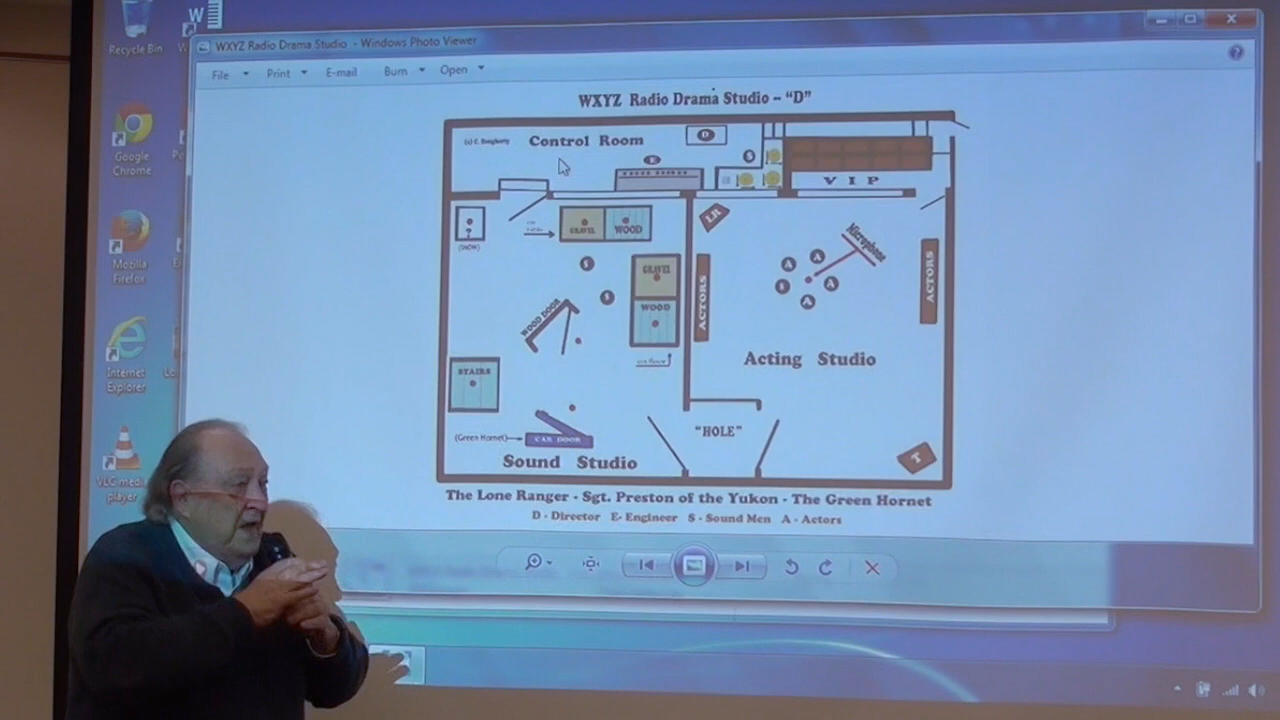 Recycle Bin
W
WXYZ Radio Drama Studio - Windows Photo Viewer
File Print E-mail Burn Open
Google
Chrome
Mozilla
Firefox
Internet
Explorer
VLC media
player
WXYZ Radio Drama Studio - "D"
Control Room
D
E
S
VIP
(SNOW)
GRAVEL WOOD
LR
Microphone
S
GRAVEL
A A
S A
A
ACTORS
ACTORS
S
WOOD
WOOD DOOR
Acting Studio
STAIRS
"HOLE"
(Green Hornet)
CAR DOOR
T
Sound Studio
The Lone Ranger - Sgt. Preston of the Yukon - The Green Hornet
D - Director E- Engineer S - Sound Men A - Actors